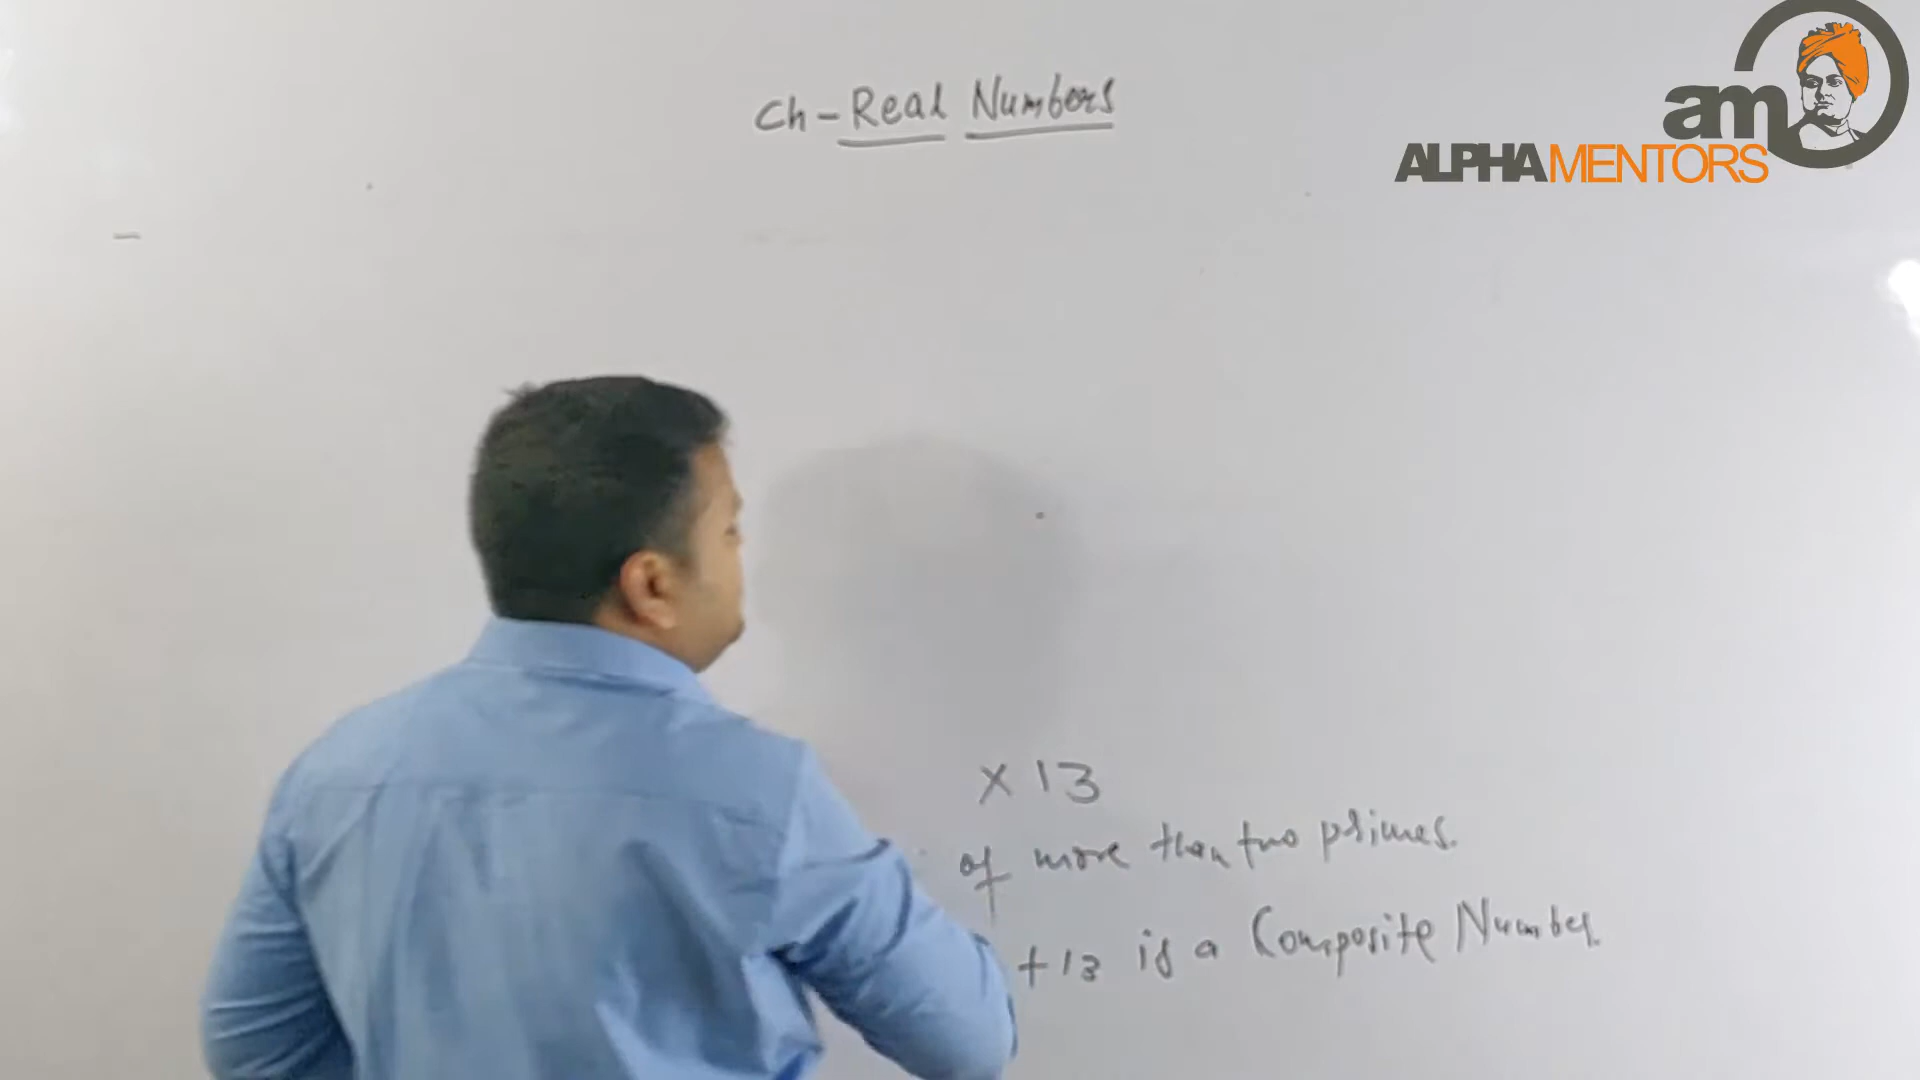 Ch-Real Numbers
am
ALPHAMENTORS
X 13
of more than two primes.
+13 is a Composite Number.